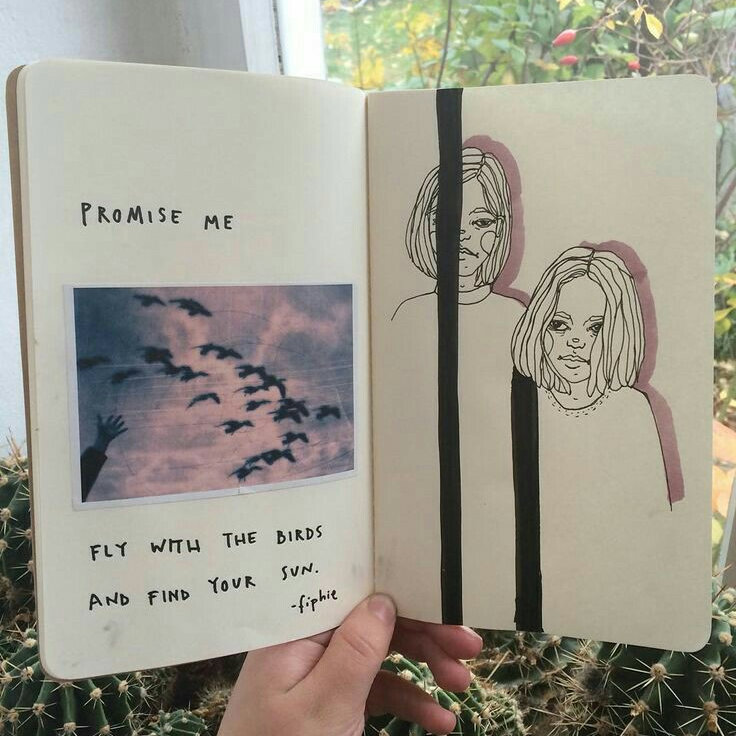 PROMISE ME
FLY WITH THE BIRDS
AND FIND YOUR SUN.
-fiphie